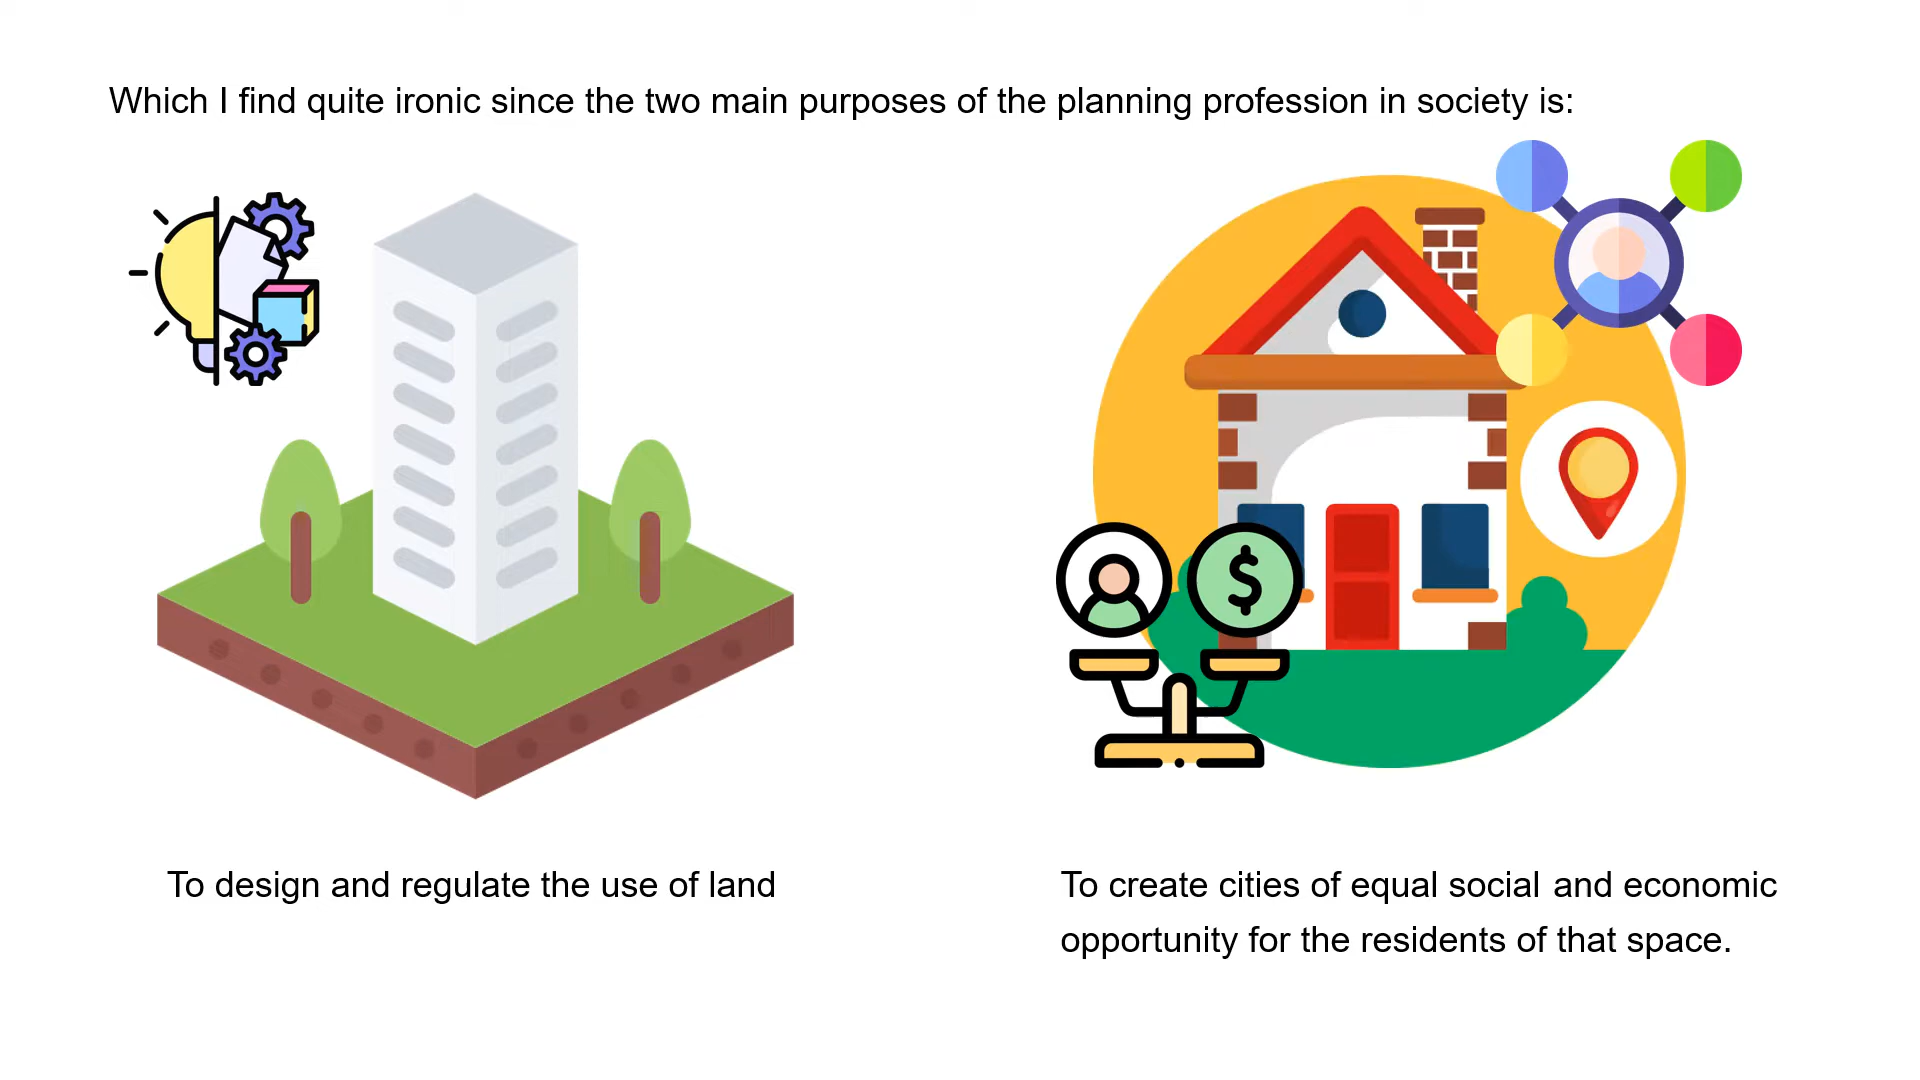 Which I find quite ironic since the two main purposes of the planning profession in society is:
$
To design and regulate the use of land
To create cities of equal social and economic
opportunity for the residents of that space.